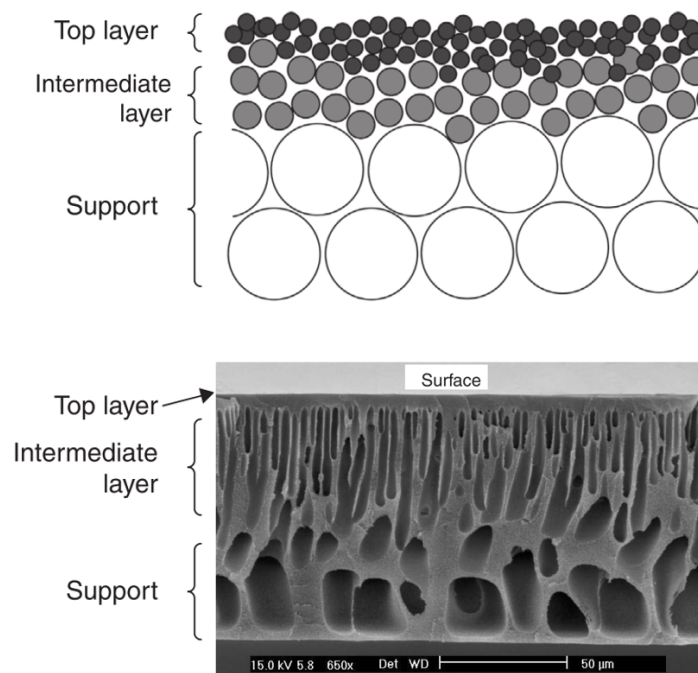 Top layer
Intermediate
layer
Support
Surface
Top layer
Intermediate
layer
Support
15.0 kV 5.8 650x Det WD 50 µm